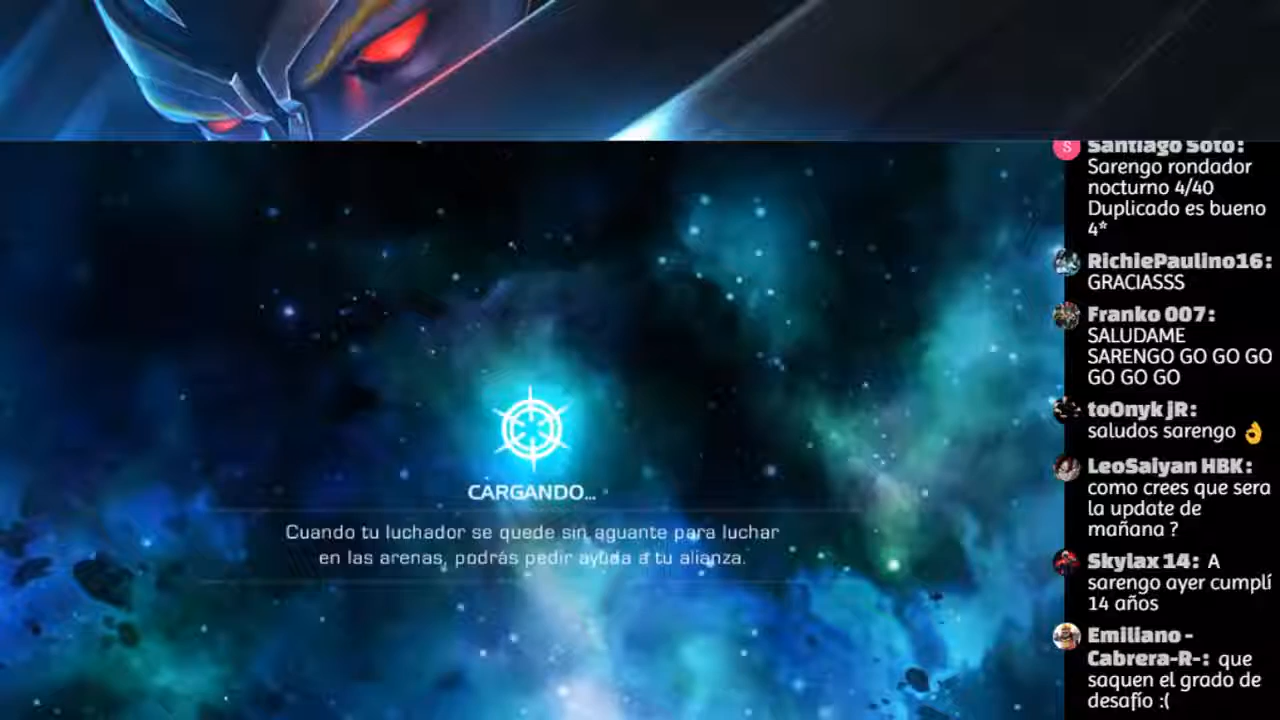 CARGANDO...
Cuando tu luchador se quede sin aguante para luchar
en las arenas, podrás pedir ayuda a tu alianza.
S
Santiago Soto:
Sarengo rondador
nocturno 4/40
Duplicado es bueno
4*
RichiePaulino16:
GRACIASSS
Franko 007:
SALUDAME
SARENGO GO GO GO
GO GO GO
toOnyk jR:
saludos sarengo 👌
LeoSaiyan HBK:
como crees que sera
la update de
mañana ?
Skylax 14: A
sarengo ayer cumplí
14 años
Emiliano -
Cabrera-R-: que
saquen el grado de
desafío :(